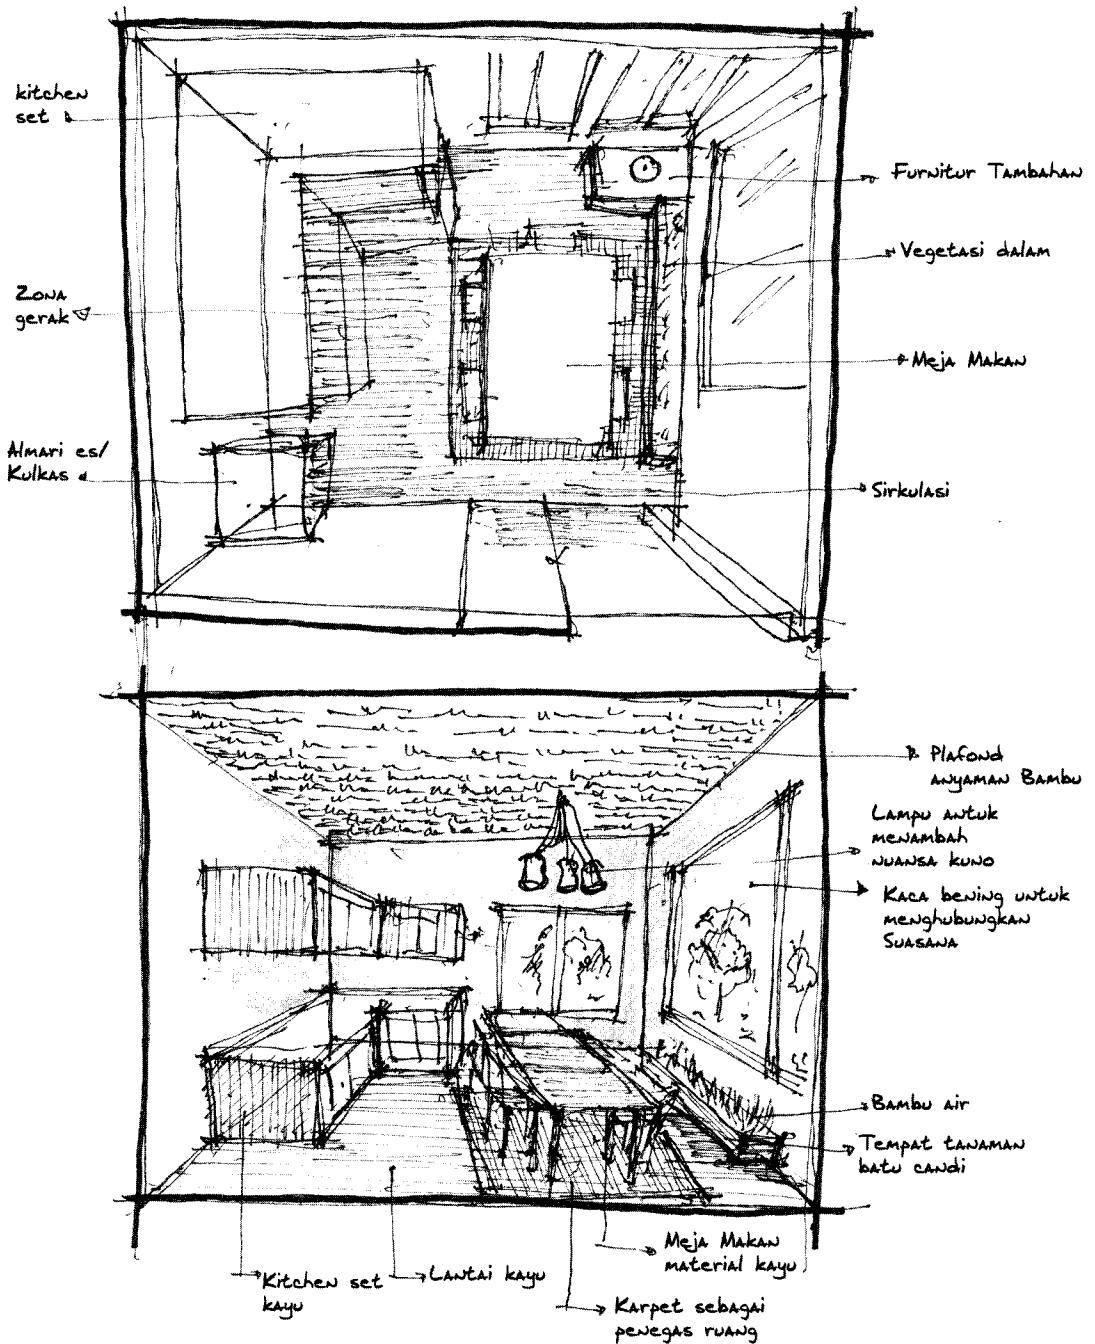 kitchen
set
Furnitur Tambahan
Vegetasi dalam
Zona
gerak
Meja Makan
Almari es/
Kulkas
Sirkulasi
Plafond
anyaman Bambu
Lampu antuk
menambah
nuansa kuno
Kaca bening untuk
menghubungkan
Suasana
Bambu air
Tempat tanaman
batu candi
Meja Makan
material kayu
Kitchen set
kayu
Lantai kayu
Karpet sebagai
penegas ruang